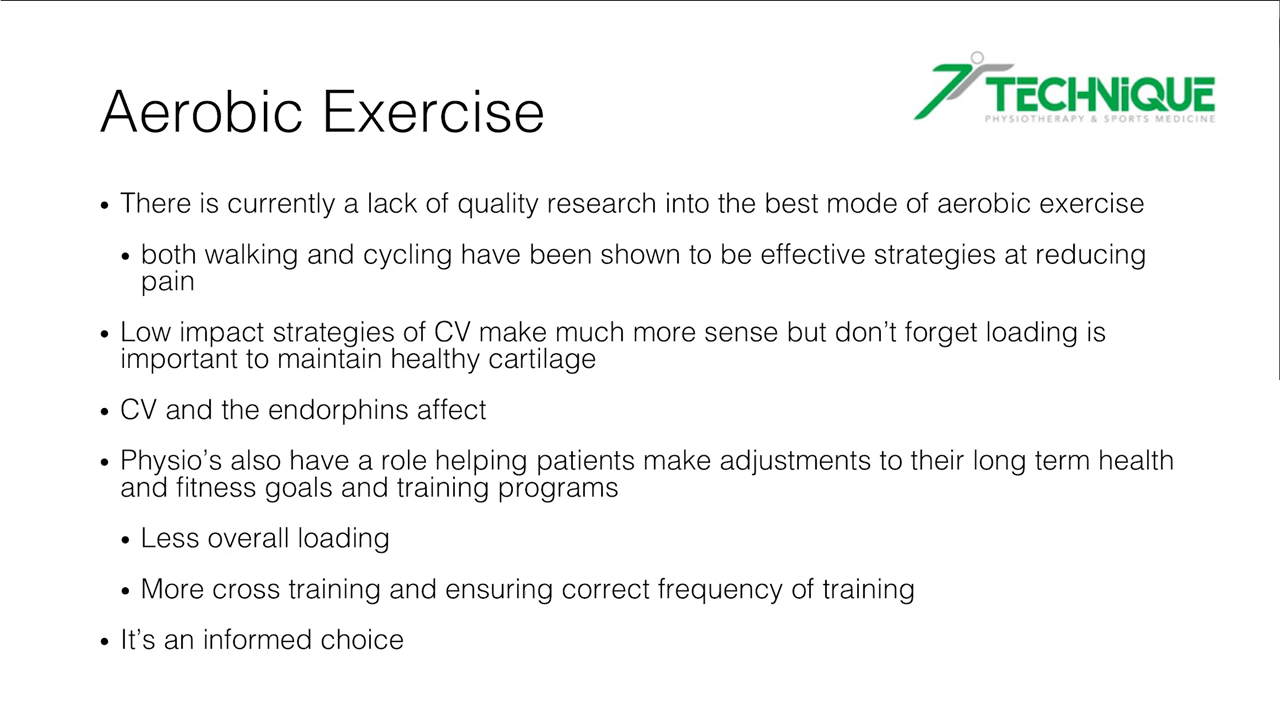 Aerobic Exercise
TECHNiQUE
PHYSIOTHERAPY & SPORTS MEDICINE
• There is currently a lack of quality research into the best mode of aerobic exercise
• both walking and cycling have been shown to be effective strategies at reducing
pain
• Low impact strategies of CV make much more sense but don’t forget loading is
important to maintain healthy cartilage
• CV and the endorphins affect
• Physio’s also have a role helping patients make adjustments to their long term health
and fitness goals and training programs
• Less overall loading
• More cross training and ensuring correct frequency of training
• It’s an informed choice